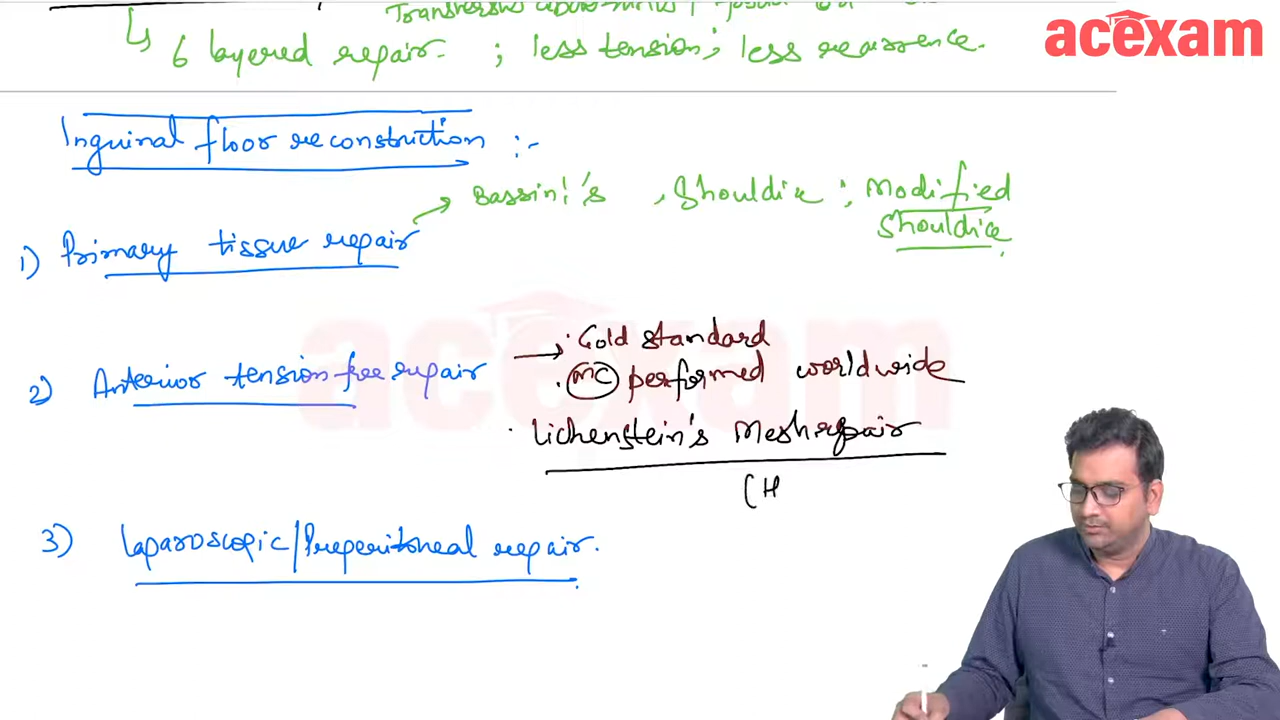 acexam
↳ 6 layered repair. ; less tension; less recurrence.
Inguinal floor reconstruction :-
Bassini's , Shouldice ; Modified Shouldice
1) Primary tissue repair
· Gold standard
2) Anterior tension free repair → · MC performed worldwide
· Lichenstein's Mesh repair
(H
3) Laparoscopic/Preperitoneal repair.
acexam